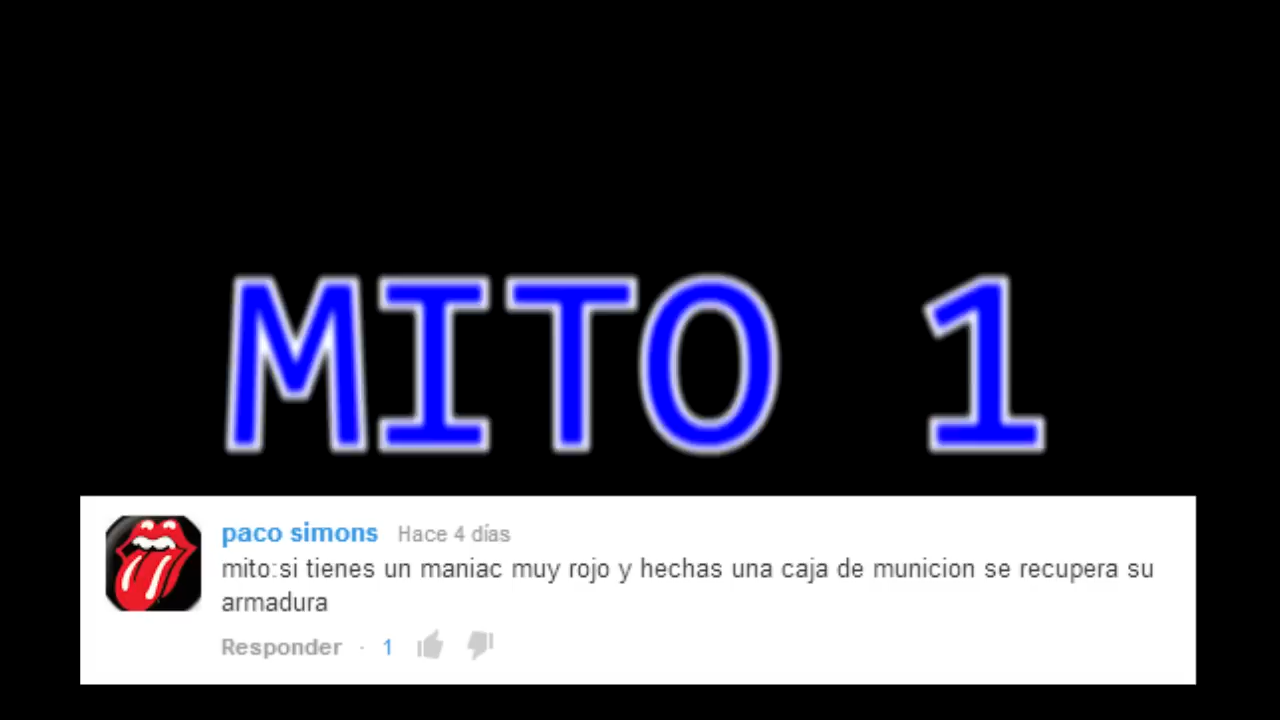 MITO 1
paco simons Hace 4 días
mito:si tienes un maniac muy rojo y hechas una caja de municion se recupera su
armadura
Responder · 1